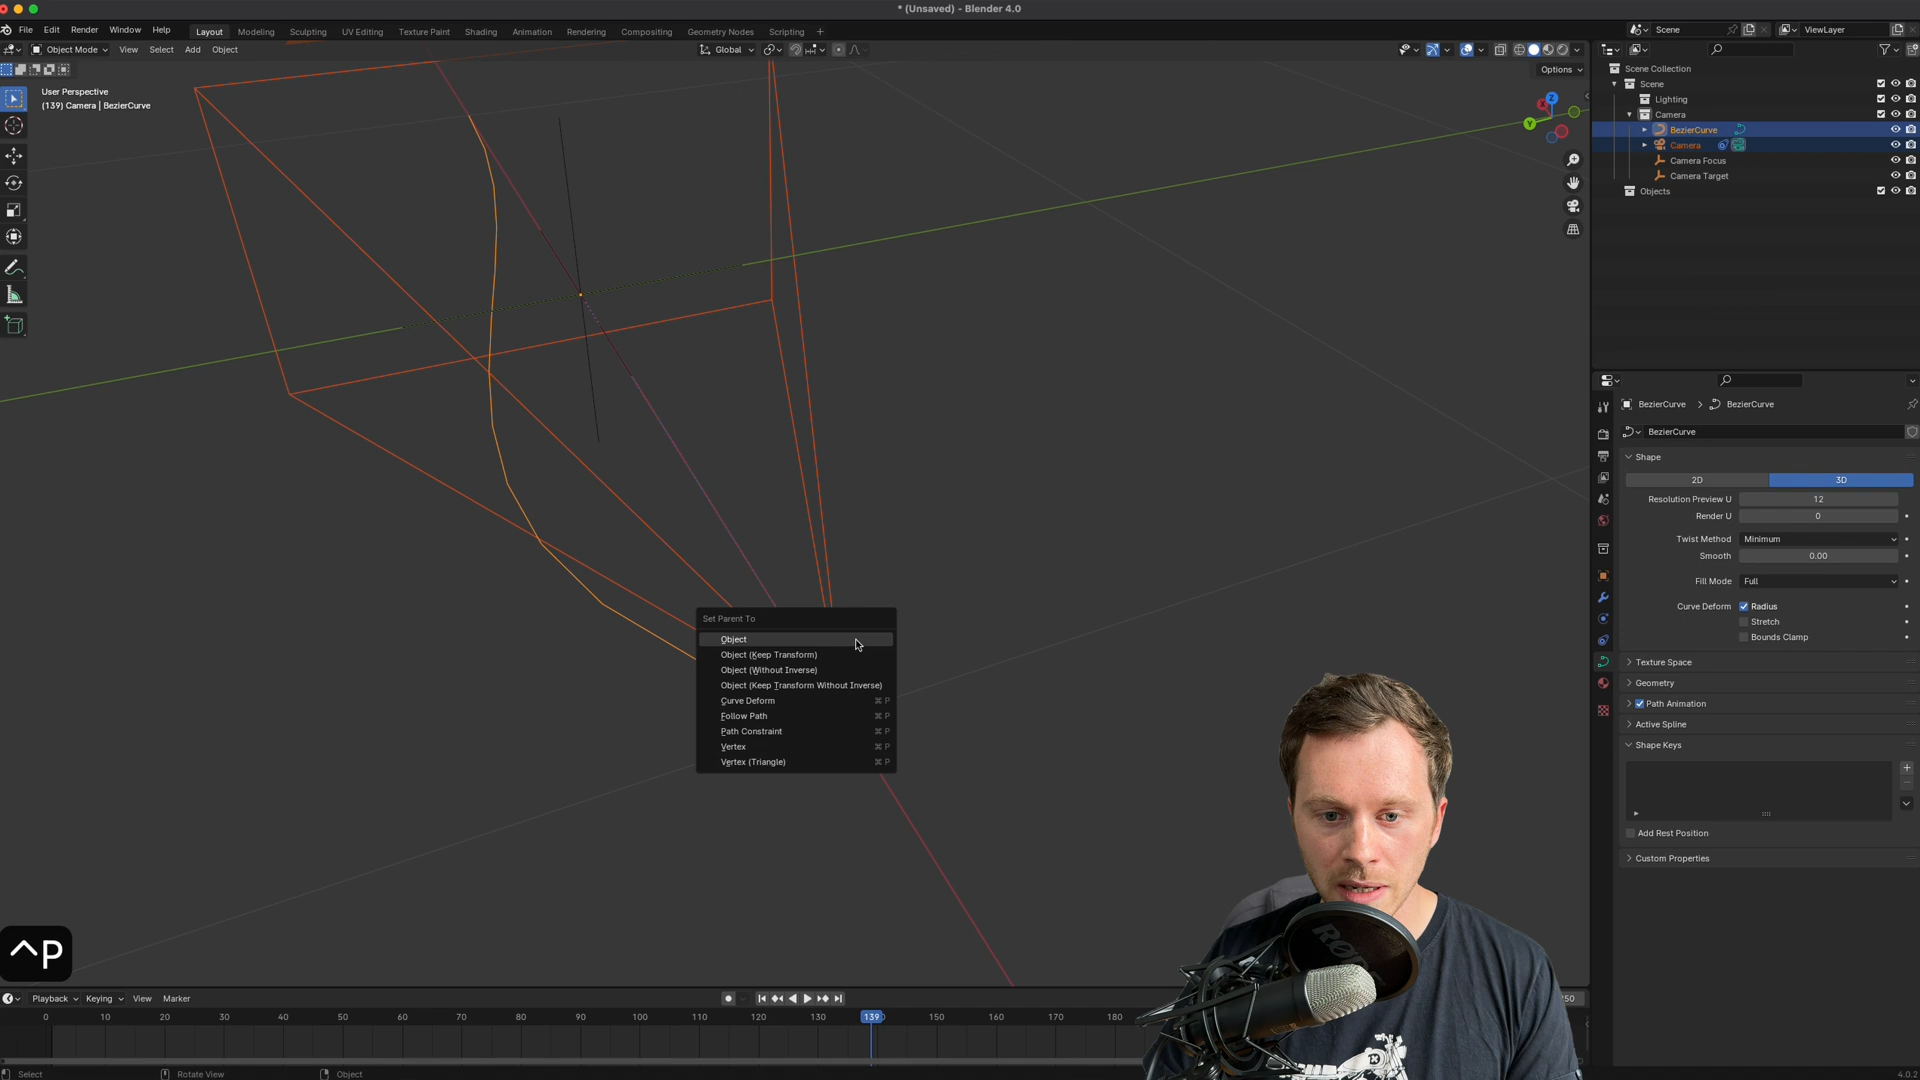 * (Unsaved) - Blender 4.0
File Edit Render Window Help
Layout Modeling Sculpting UV Editing Texture Paint Shading Animation Rendering Compositing Geometry Nodes Scripting +
Scene ViewLayer
Object Mode View Select Add Object
Global
Options
User Perspective
(139) Camera | BezierCurve
Z
Y
Scene Collection
Scene
Lighting
Camera
BezierCurve
Camera
Camera Focus
Camera Target
Objects
BezierCurve > BezierCurve
BezierCurve
Shape
2D 3D
Resolution Preview U 12
Render U 0
Twist Method Minimum
Smooth 0.00
Fill Mode Full
Curve Deform Radius
Stretch
Bounds Clamp
Texture Space
Geometry
Path Animation
Active Spline
Shape Keys
Add Rest Position
Custom Properties
Set Parent To
Object
Object (Keep Transform)
Object (Without Inverse)
Object (Keep Transform Without Inverse)
Curve Deform ⌘ P
Follow Path ⌘ P
Path Constraint ⌘ P
Vertex ⌘ P
Vertex (Triangle) ⌘ P
^P
RØDE
Playback Keying View Marker
50
0 10 20 30 40 50 60 70 80 90 100 110 120 130 139 150 160 170 180
Select Rotate View Object
4.0.2